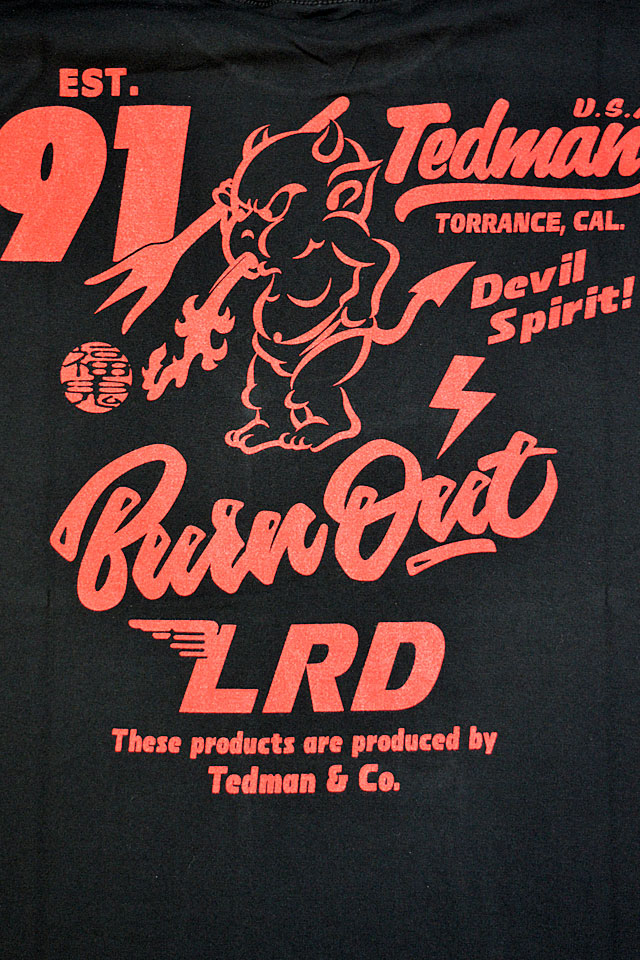 EST.
91
U.S.A
Tedman
TORRANCE, CAL.
Devil
Spirit!
Burn Out
LRD
These products are produced by
Tedman & Co.